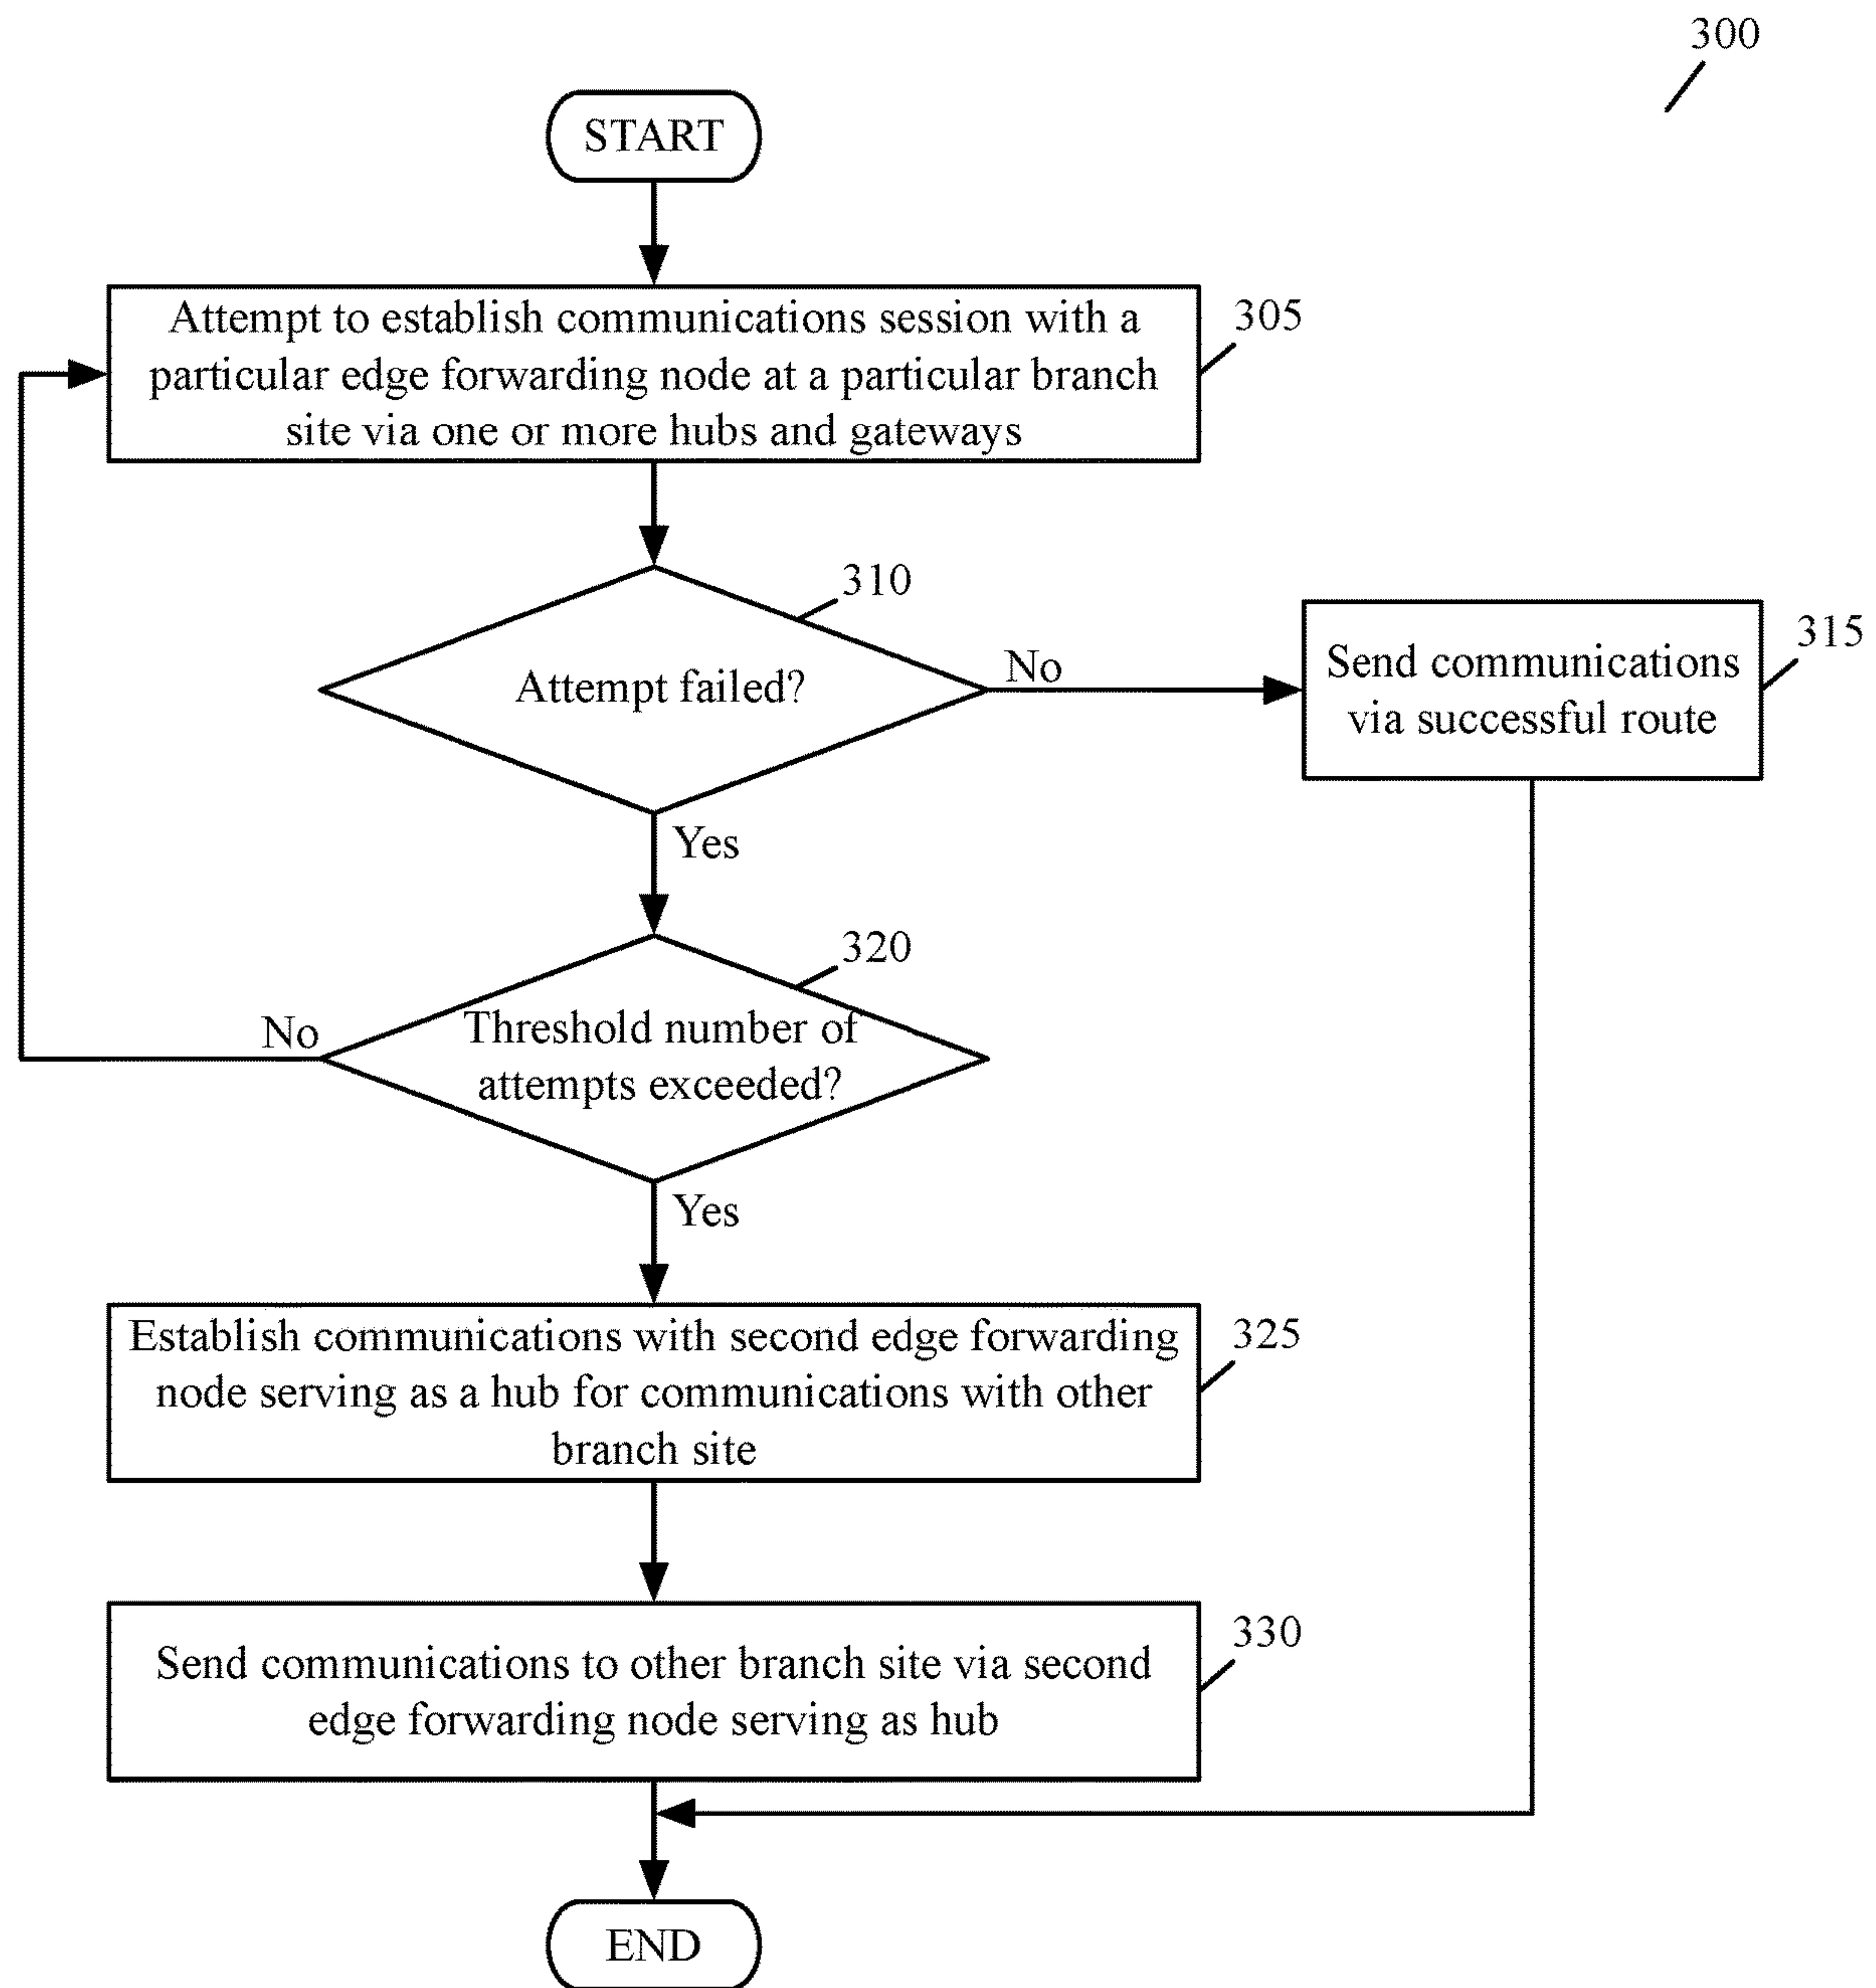 300
START
Attempt to establish communications session with a
particular edge forwarding node at a particular branch
site via one or more hubs and gateways
305
310
Attempt failed?
No
315
Send communications
via successful route
Yes
320
Threshold number of
attempts exceeded?
No
Yes
Establish communications with second edge forwarding
node serving as a hub for communications with other
branch site
325
Send communications to other branch site via second
edge forwarding node serving as hub
330
END